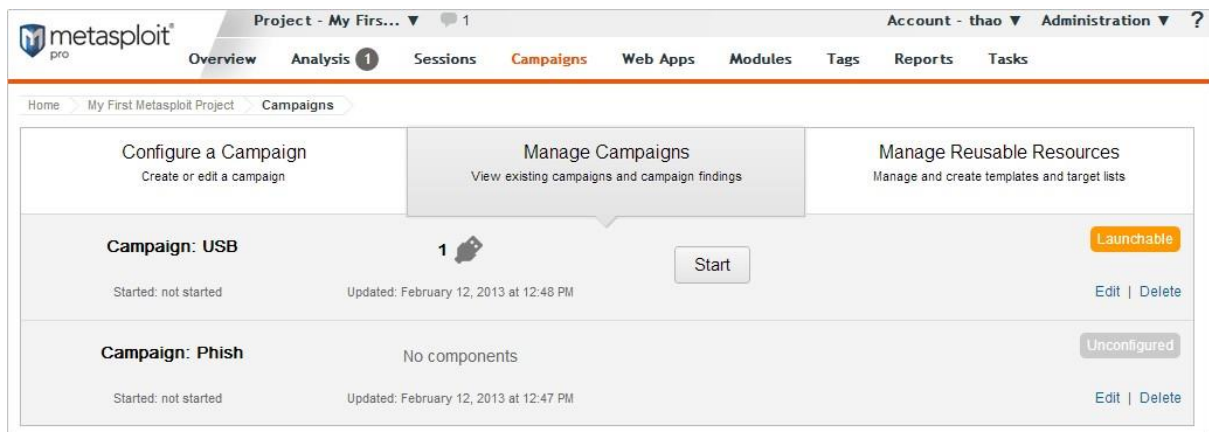 metasploit®
pro
Project - My Firs... ▼ 1
Account - thao ▼ Administration ▼ ?
Overview Analysis 1 Sessions Campaigns Web Apps Modules Tags Reports Tasks
Home My First Metasploit Project Campaigns
Configure a Campaign
Create or edit a campaign
Manage Campaigns
View existing campaigns and campaign findings
Manage Reusable Resources
Manage and create templates and target lists
Campaign: USB 1 Start Launchable
Started: not started Updated: February 12, 2013 at 12:48 PM Edit | Delete
Campaign: Phish No components Unconfigured
Started: not started Updated: February 12, 2013 at 12:47 PM Edit | Delete